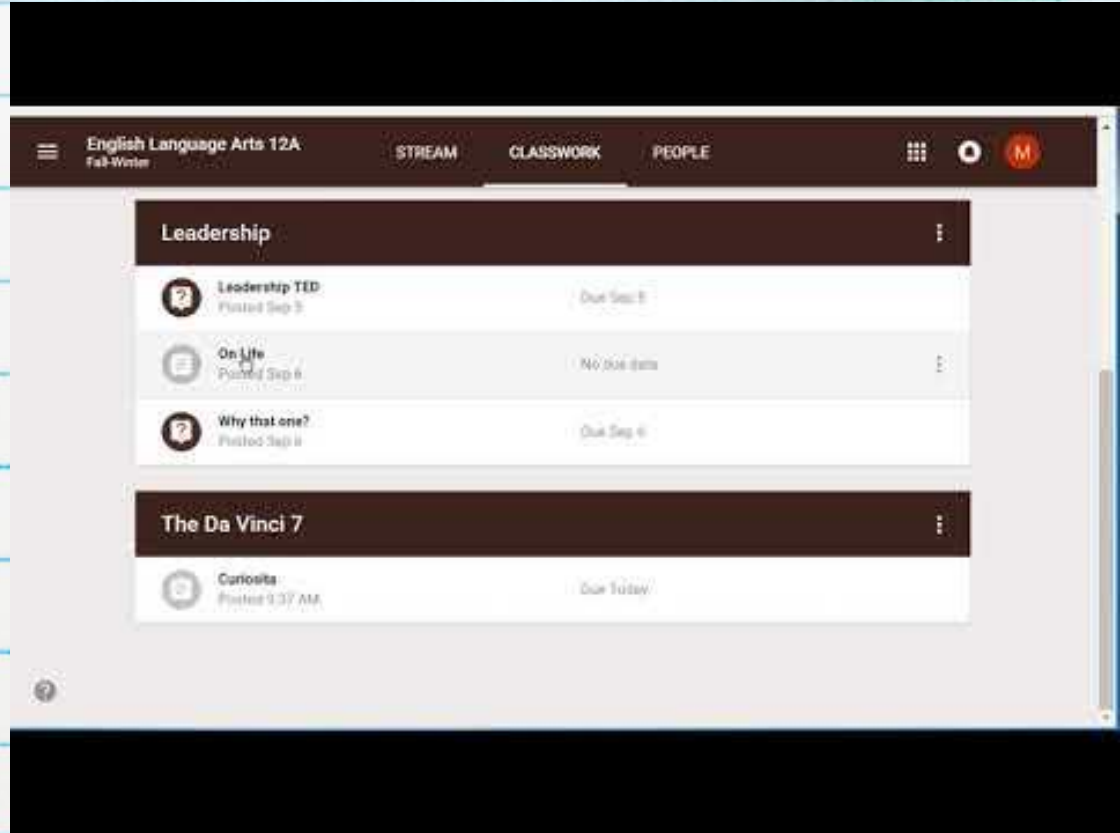 English Language Arts 12A
Fall-Winter
STREAM CLASSWORK PEOPLE
M
Leadership
Leadership TED
Posted Sep 5
Due Sep 5
On Life
Posted Sep 6
No due date
Why that one?
Posted Sep 6
Due Sep 6
The Da Vinci 7
Curiosita
Posted 9:37 AM
Due Today